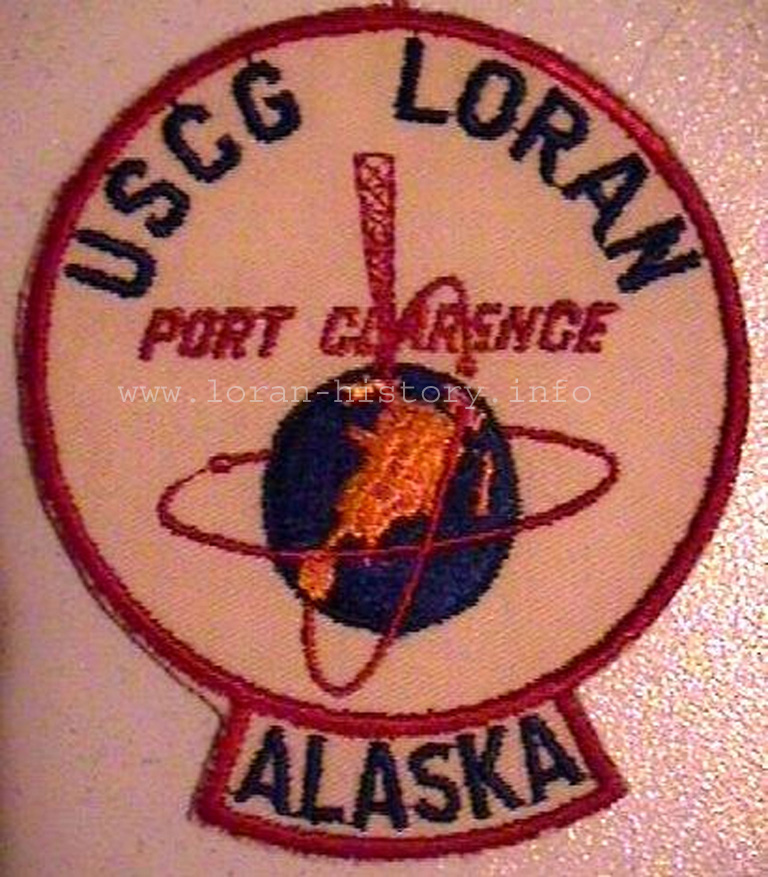 USCG LORAN
PORT CLARENCE
www.loran-history.info
ALASKA